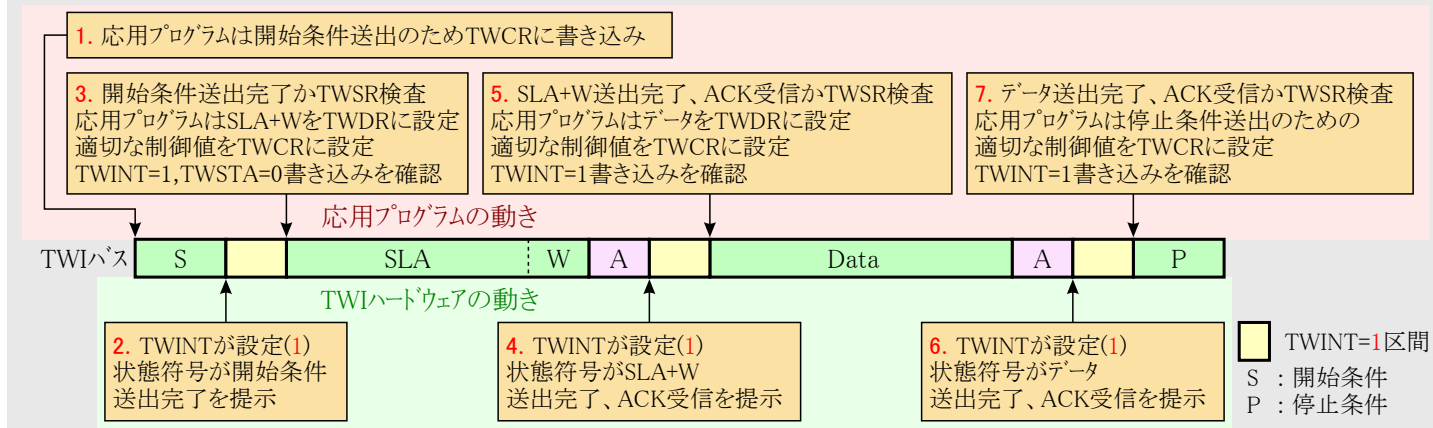 1. 応用プログラムは開始条件送出のためTWCRに書き込み
3. 開始条件送出完了かTWSR検査
応用プログラムはSLA+WをTWDRに設定
適切な制御値をTWCRに設定
TWINT=1,TWSTA=0書き込みを確認
5. SLA+W送出完了、ACK受信かTWSR検査
応用プログラムはデータをTWDRに設定
適切な制御値をTWCRに設定
TWINT=1書き込みを確認
7. データ送出完了、ACK受信かTWSR検査
応用プログラムは停止条件送出のための
適切な制御値をTWCRに設定
TWINT=1書き込みを確認
応用プログラムの動き
TWIバス S SLA W A Data A P
TWIハードウェアの動き
2. TWINTが設定(1)
状態符号が開始条件
送出完了を提示
4. TWINTが設定(1)
状態符号がSLA+W
送出完了、ACK受信を提示
6. TWINTが設定(1)
状態符号がデータ
送出完了、ACK受信を提示
TWINT=1区間
S : 開始条件
P : 停止条件